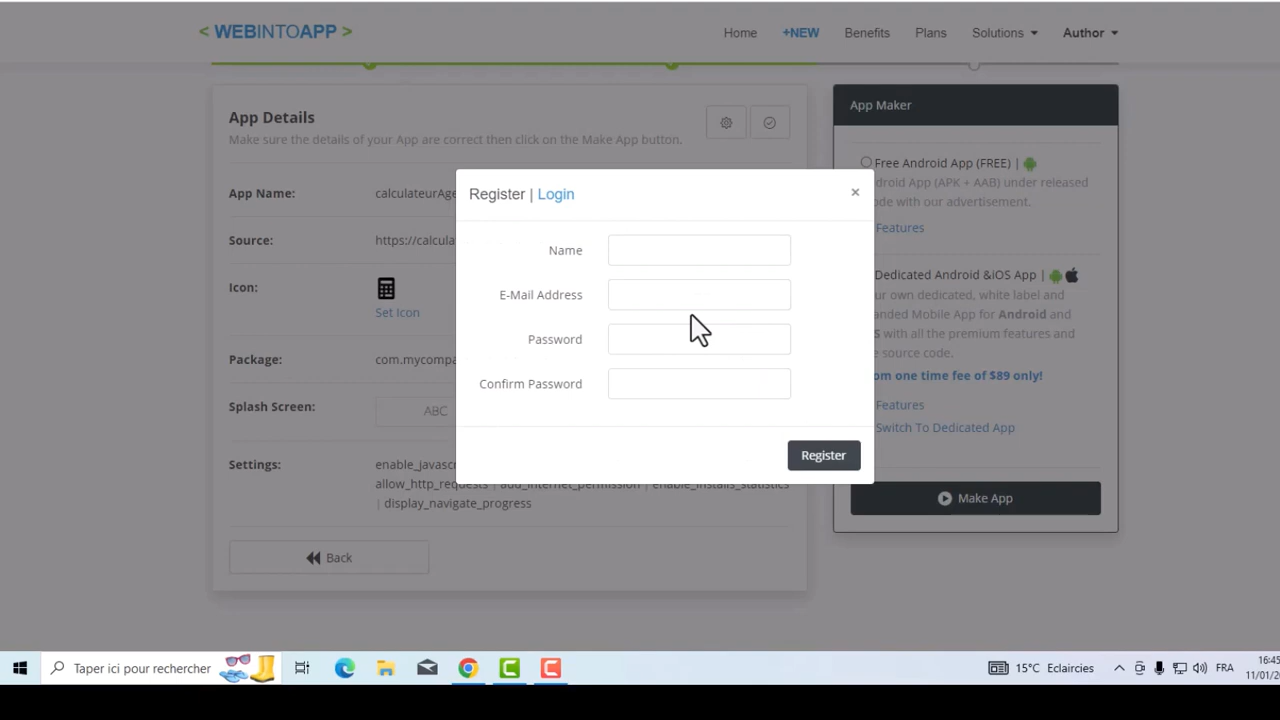 < WEBINTOAPP >
Home
+NEW
Benefits
Plans
Solutions
Author
App Details
Make sure the details of your App are correct then click on the Make App button.
App Name:
calculateurAge
Source:
https://calcula
Icon:
Set Icon
Package:
com.mycompa
Splash Screen:
ABC
Settings:
enable_javasc
allow_http_requests | add_internet_permission | enable_installs_statistics
| display_navigate_progress
Back
Register | Login
×
Name
E-Mail Address
Password
Confirm Password
Register
App Maker
Free Android App (FREE) |
ndroid App (APK + AAB) under released
ode with our advertisement.
Features
Dedicated Android &iOS App |
ur own dedicated, white label and
anded Mobile App for Android and
S with all the premium features and
e source code.
om one time fee of $89 only!
Features
Switch To Dedicated App
Make App
Taper ici pour rechercher
15°C Eclaircies
FRA
16:45
11/01/2